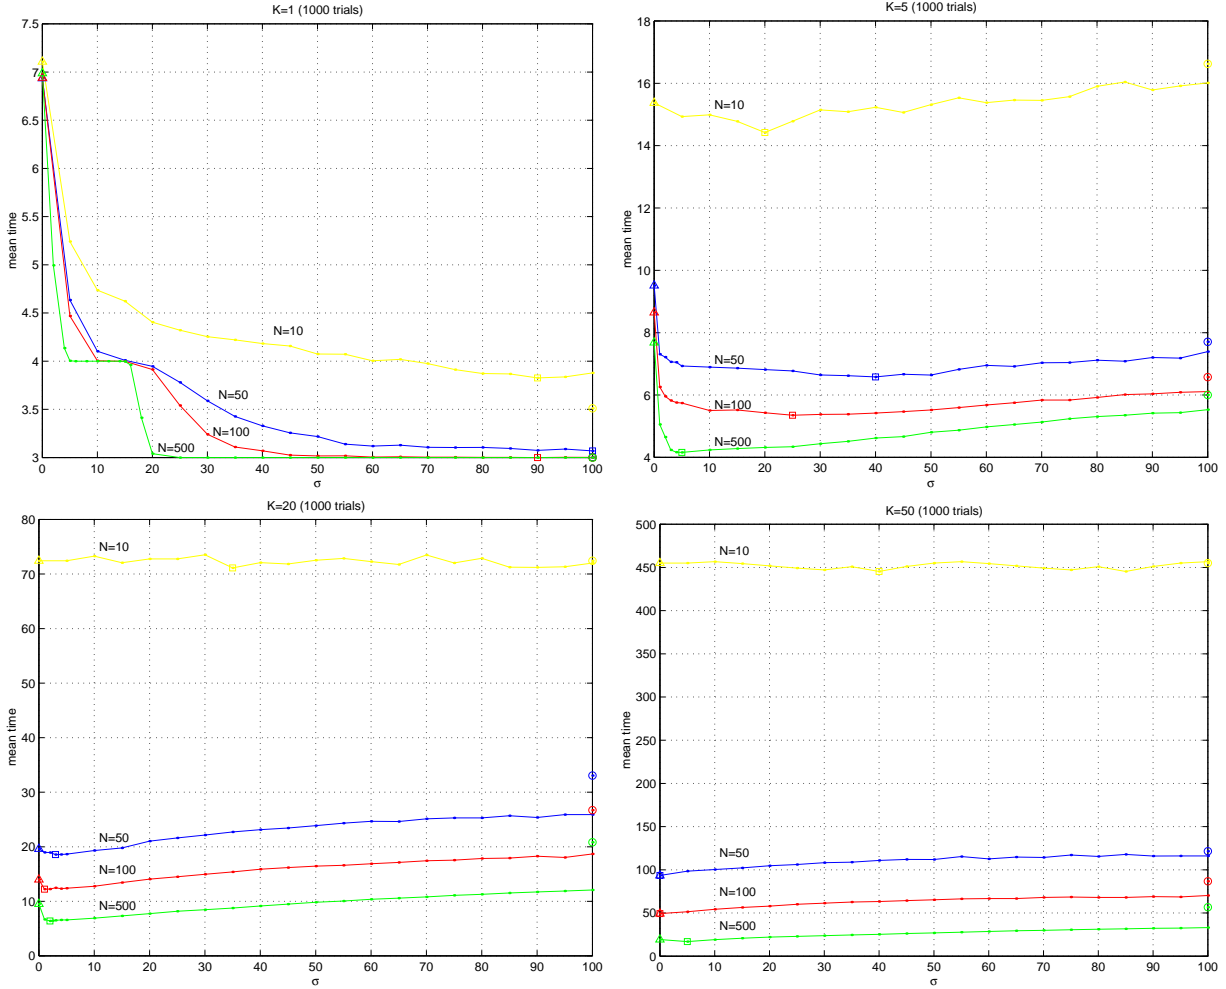 K=1 (1000 trials)
7.5
7
6.5
6
5.5
5
4.5
4
3.5
3
mean time
N=10
N=50
N=100
N=500
0 10 20 30 40 50 60 70 80 90 100
σ
K=5 (1000 trials)
18
16
14
12
10
8
6
4
mean time
N=10
N=50
N=100
N=500
0 10 20 30 40 50 60 70 80 90 100
σ
K=20 (1000 trials)
80
70
60
50
40
30
20
10
0
mean time
N=10
N=50
N=100
N=500
0 10 20 30 40 50 60 70 80 90 100
σ
K=50 (1000 trials)
500
450
400
350
300
250
200
150
100
50
0
mean time
N=10
N=50
N=100
N=500
0 10 20 30 40 50 60 70 80 90 100
σ